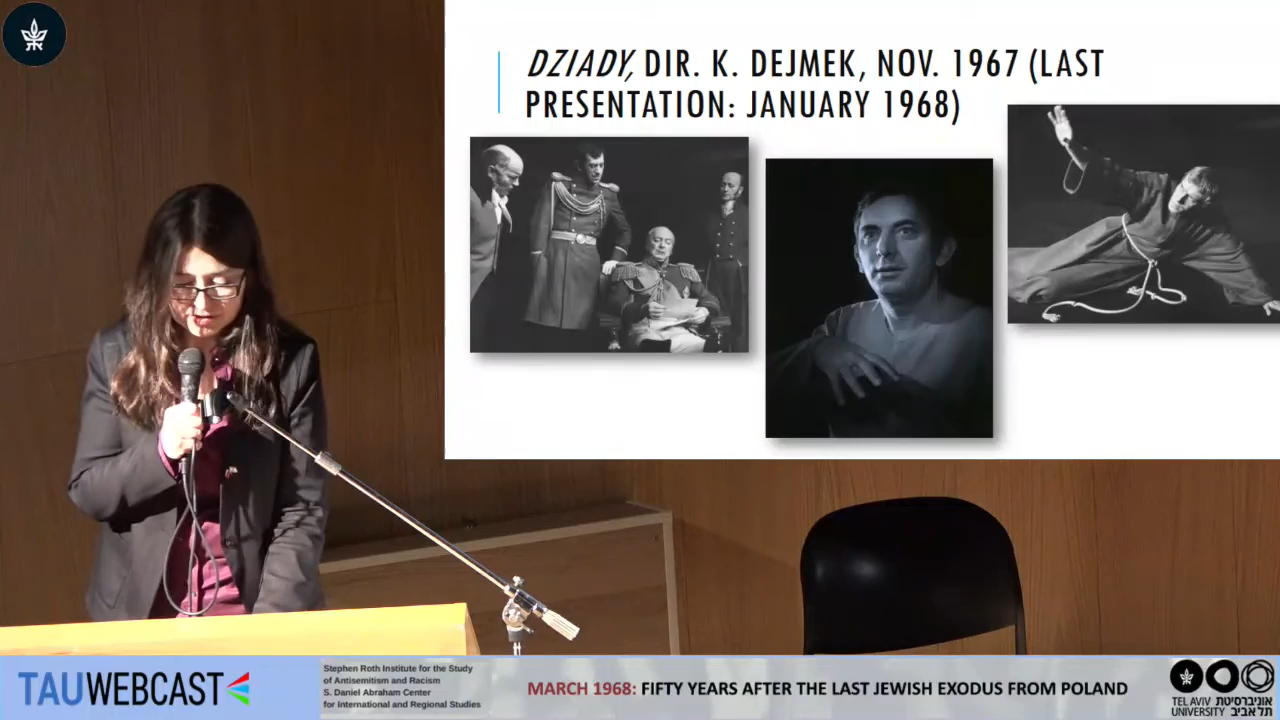 DZIADY, DIR. K. DEJMEK, NOV. 1967 (LAST
PRESENTATION: JANUARY 1968)
TAUWEBCAST
Stephen Roth Institute for the Study
of Antisemitism and Racism
S. Daniel Abraham Center
for International and Regional Studies
MARCH 1968: FIFTY YEARS AFTER THE LAST JEWISH EXODUS FROM POLAND
TEL AVIV אוניברסיטת
UNIVERSITY תל אביב